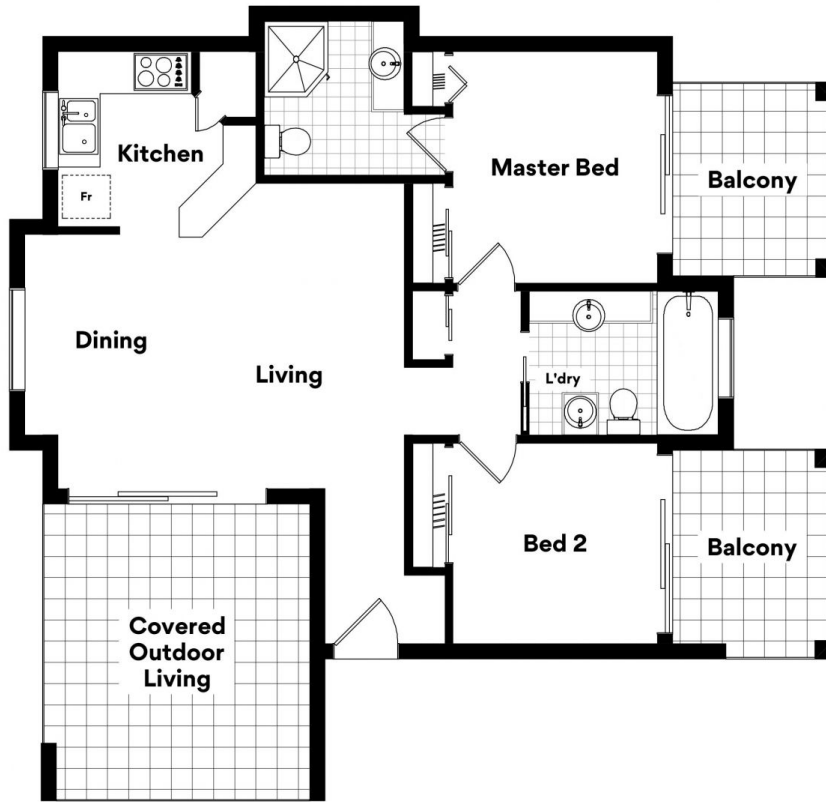 Kitchen
Fr
Master Bed
Balcony
Dining
Living
L'dry
Bed 2
Balcony
Covered
Outdoor
Living